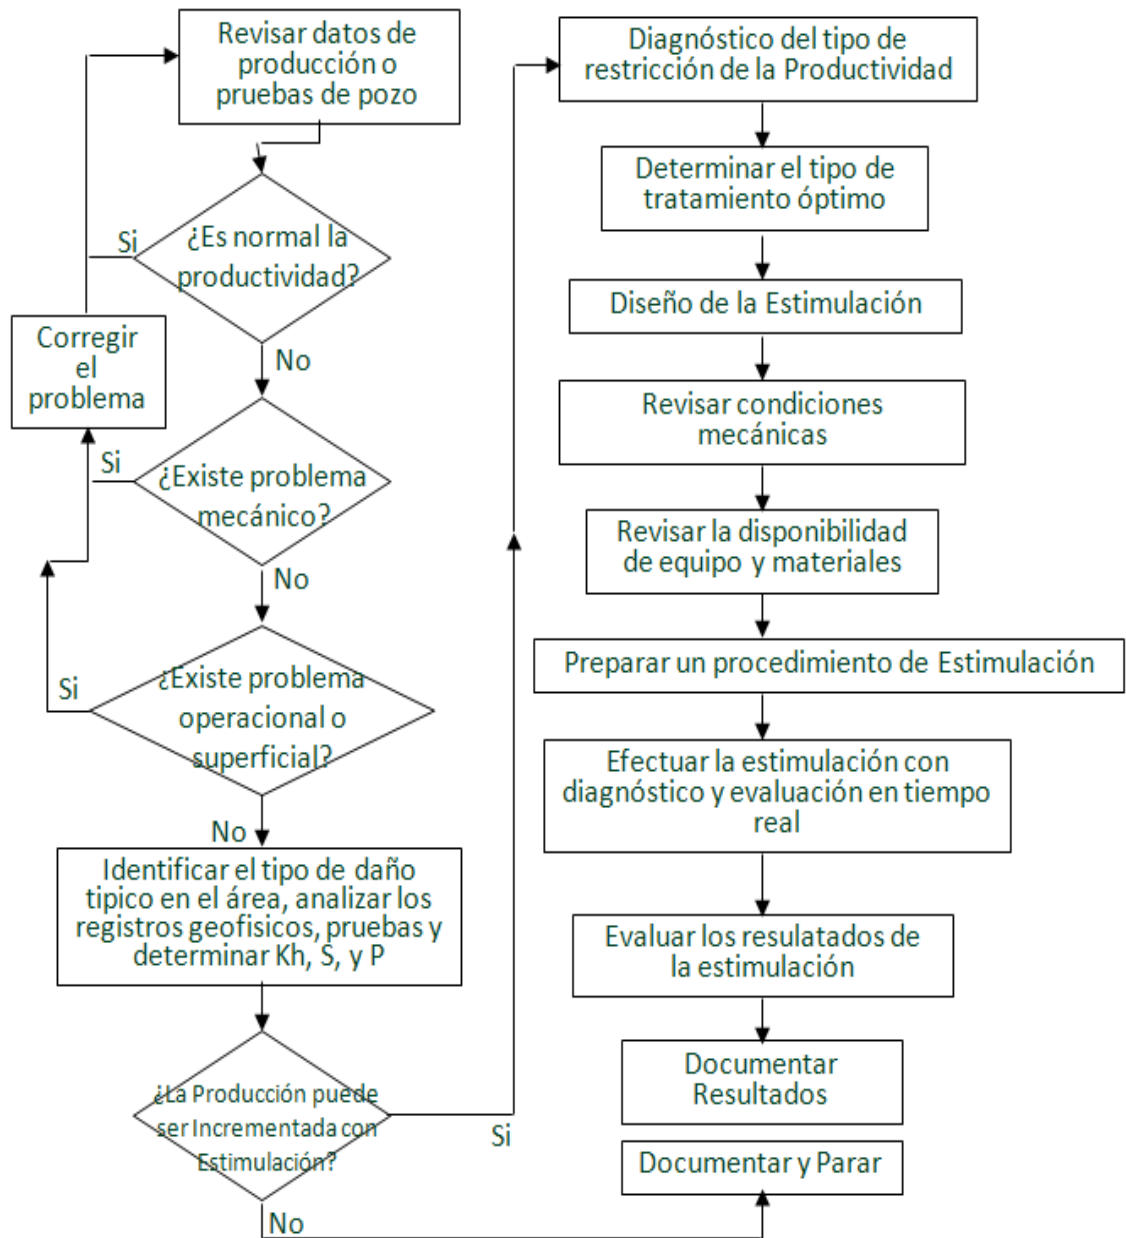 Revisar datos de
producción o
pruebas de pozo
¿Es normal la
productividad?
Si
No
Corregir
el
problema
¿Existe problema
mecánico?
Si
No
¿Existe problema
operacional o
superficial?
Si
No
Identificar el tipo de daño
tipico en el área, analizar los
registros geofisicos, pruebas y
determinar Kh, S, y P
¿La Producción puede
ser Incrementada con
Estimulación?
Si
No
Diagnóstico del tipo de
restricción de la Productividad
Determinar el tipo de
tratamiento óptimo
Diseño de la Estimulación
Revisar condiciones
mecánicas
Revisar la disponibilidad
de equipo y materiales
Preparar un procedimiento de Estimulación
Efectuar la estimulación con
diagnóstico y evaluación en tiempo
real
Evaluar los resulatados de
la estimulación
Documentar
Resultados
Documentar y Parar